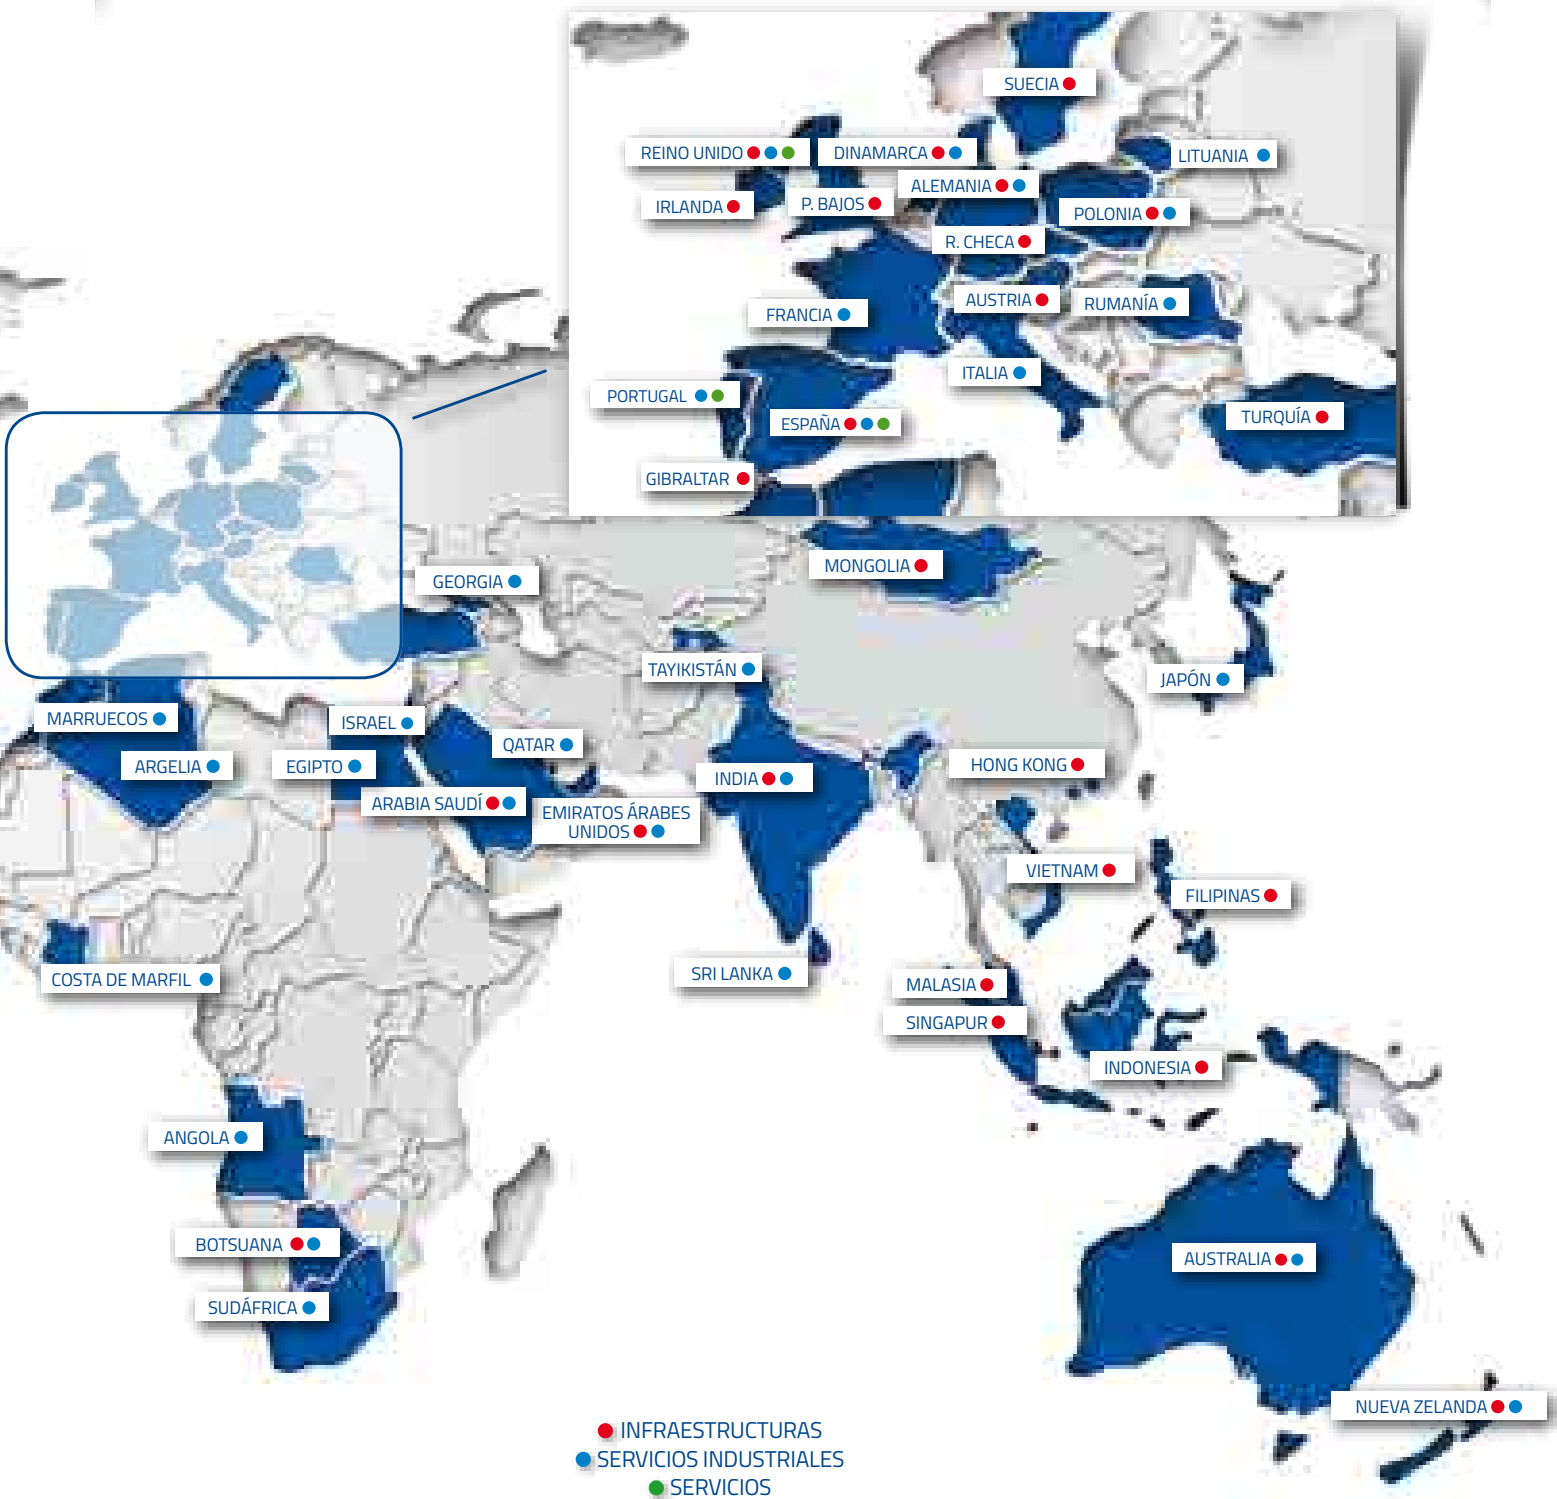 SUECIA
REINO UNIDO
DINAMARCA
LITUANIA
ALEMANIA
IRLANDA
P. BAJOS
POLONIA
R. CHECA
AUSTRIA
RUMANÍA
FRANCIA
ITALIA
PORTUGAL
ESPAÑA
TURQUÍA
GIBRALTAR
MONGOLIA
GEORGIA
TAYIKISTÁN
JAPÓN
MARRUECOS
ISRAEL
QATAR
ARGELIA
EGIPTO
HONG KONG
INDIA
ARABIA SAUDÍ
EMIRATOS ÁRABES
UNIDOS
VIETNAM
FILIPINAS
COSTA DE MARFIL
SRI LANKA
MALASIA
SINGAPUR
INDONESIA
ANGOLA
BOTSUANA
AUSTRALIA
SUDÁFRICA
NUEVA ZELANDA
INFRAESTRUCTURAS
SERVICIOS INDUSTRIALES
SERVICIOS